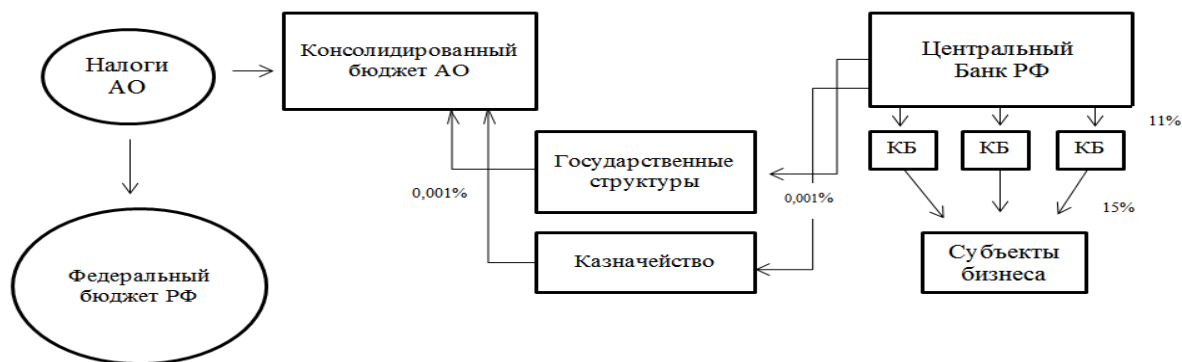 Налоги
АО
Консолидированный
бюджет АО
Центральный
Банк РФ
11%
КБ
КБ
КБ
Государственные
структуры
0,001%
0,001%
15%
Казначейство
Субъекты
бизнеса
Федеральный
бюджет РФ